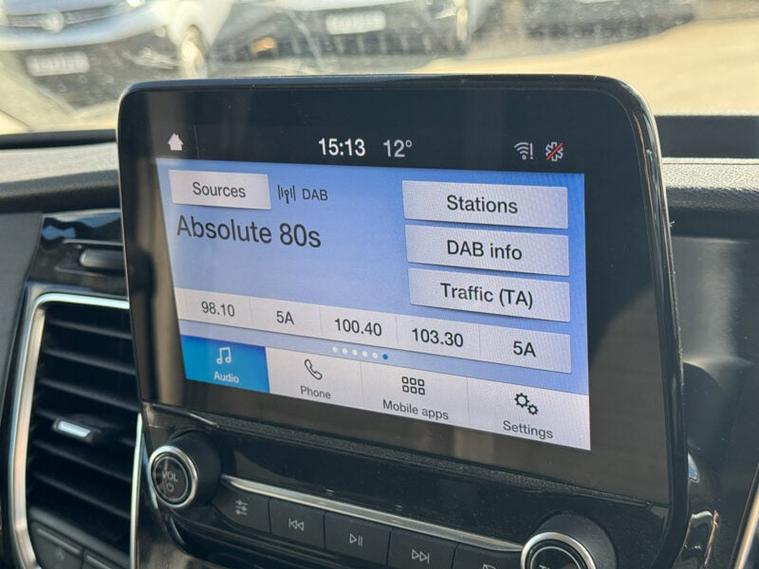 15:13 12°
Sources DAB
Stations
Absolute 80s
DAB info
Traffic (TA)
98.10 5A 100.40 103.30 5A
Audio Phone Mobile apps Settings
VOL